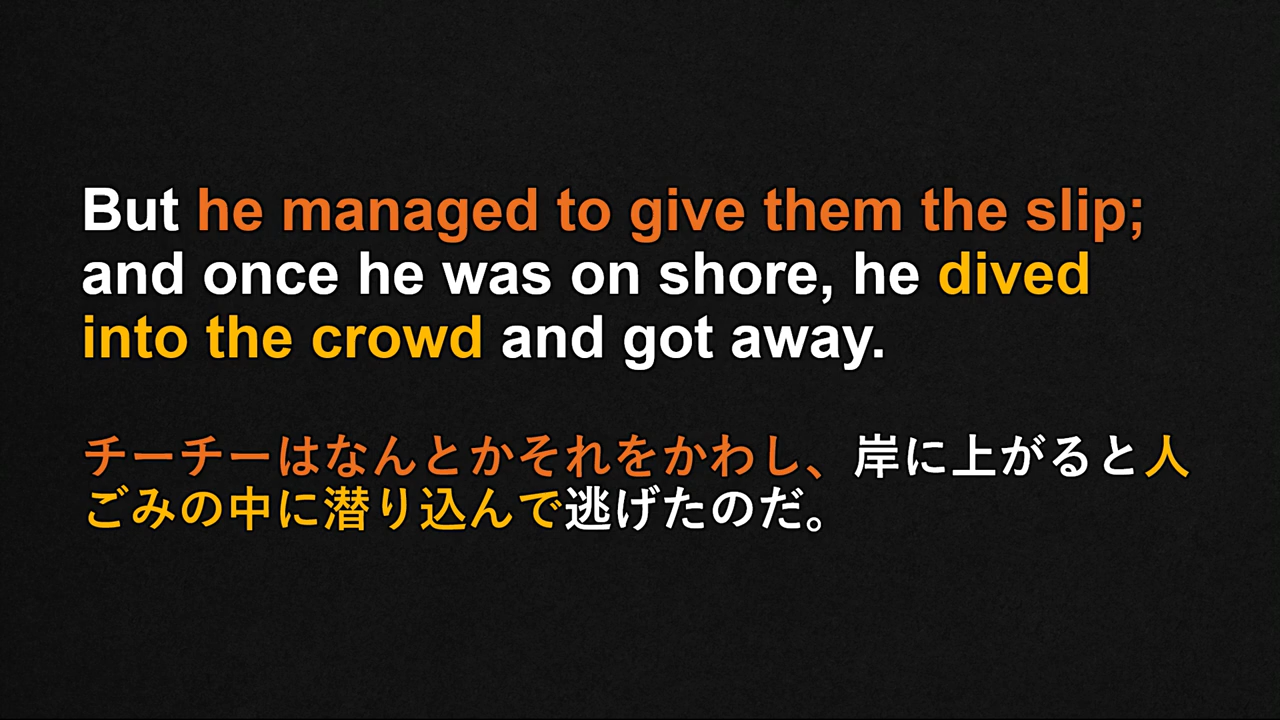 But he managed to give them the slip;
and once he was on shore, he dived
into the crowd and got away.
チーチーはなんとかそれをかわし、岸に上がると人
ごみの中に潜り込んで逃げたのだ。